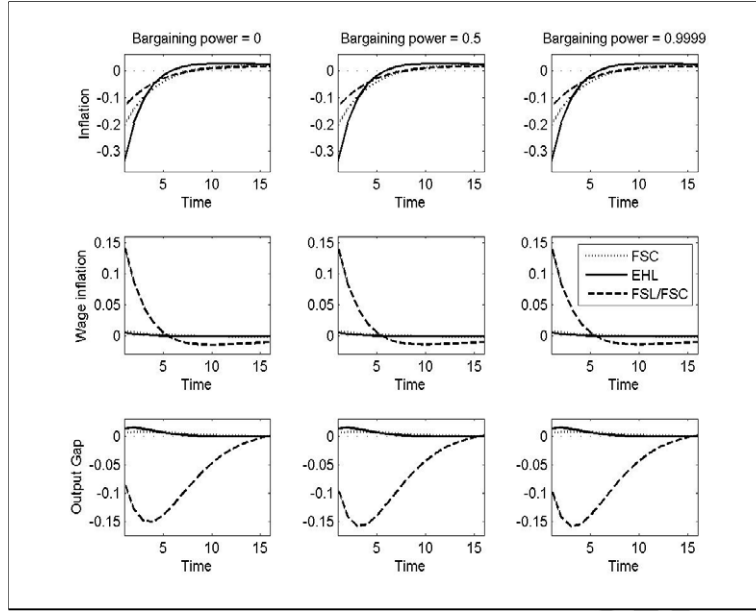 Bargaining power = 0
Bargaining power = 0.5
Bargaining power = 0.9999
Inflation
0
-0.1
-0.2
-0.3
5 10 15
Time
0
-0.1
-0.2
-0.3
5 10 15
Time
0
-0.1
-0.2
-0.3
5 10 15
Time
Wage inflation
0.15
0.1
0.05
0
5 10 15
Time
0.15
0.1
0.05
0
5 10 15
Time
0.15
0.1
0.05
0
5 10 15
Time
FSC
EHL
FSL/FSC
Output Gap
0
-0.05
-0.1
-0.15
5 10 15
Time
0
-0.05
-0.1
-0.15
5 10 15
Time
0
-0.05
-0.1
-0.15
5 10 15
Time